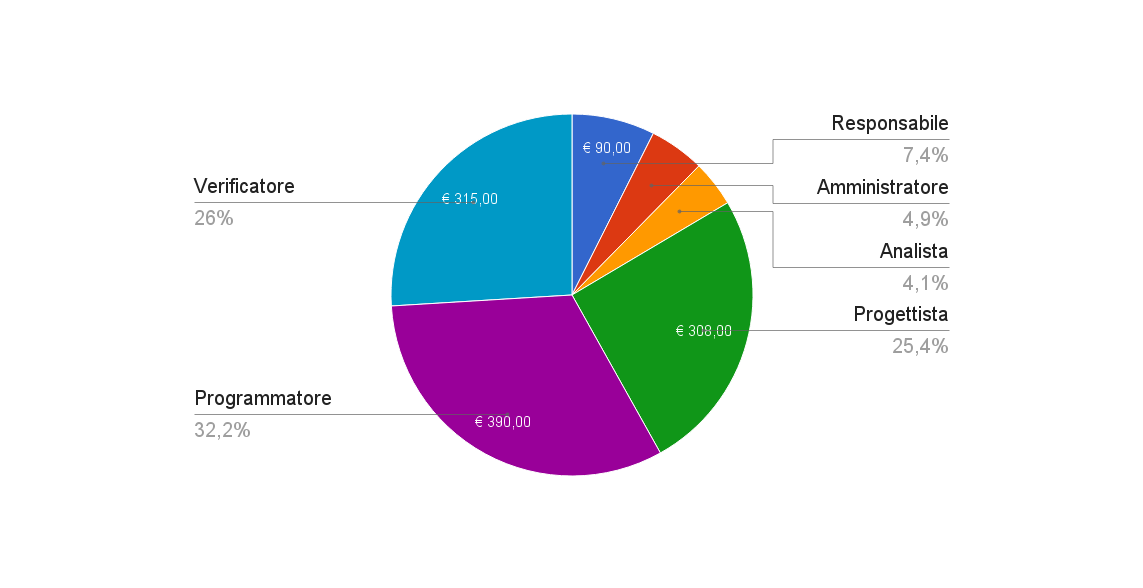 Responsabile
7,4%
€ 90,00
Amministratore
4,9%
Verificatore
€ 315,00
26%
Analista
4,1%
Progettista
€ 308,00
25,4%
Programmatore
€ 390,00
32,2%